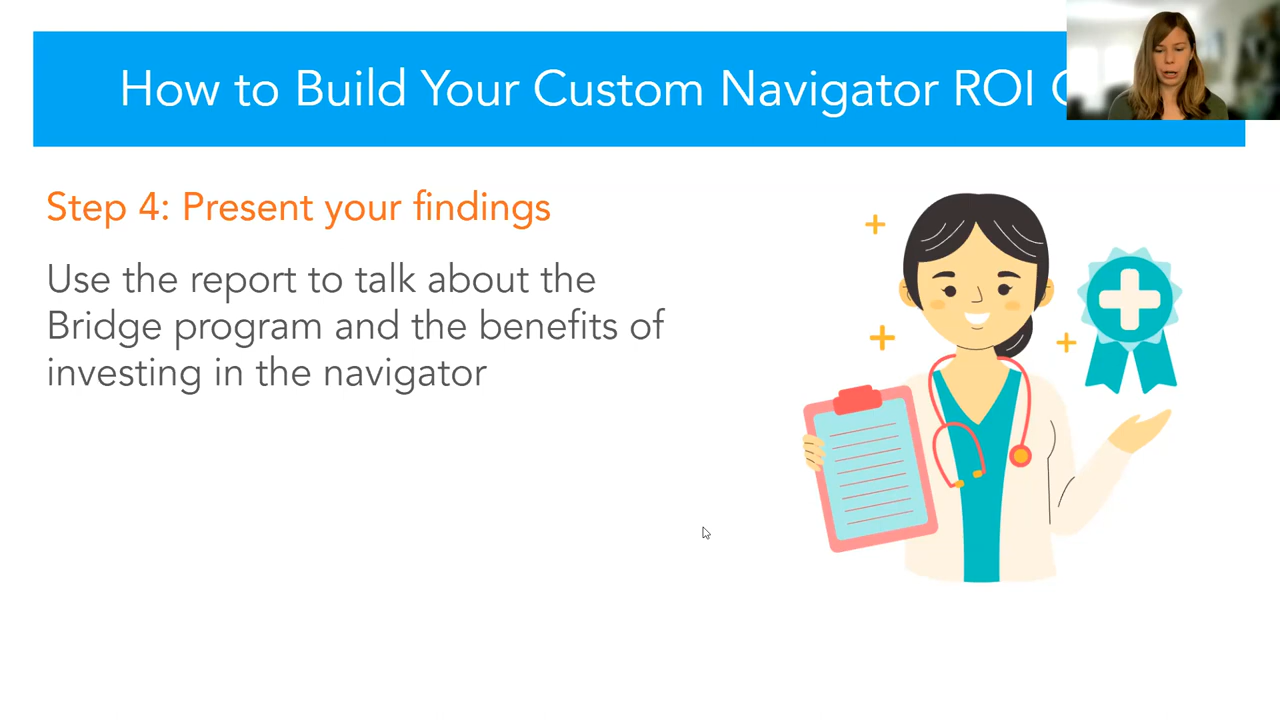 How to Build Your Custom Navigator ROI
Step 4: Present your findings
Use the report to talk about the
Bridge program and the benefits of
investing in the navigator